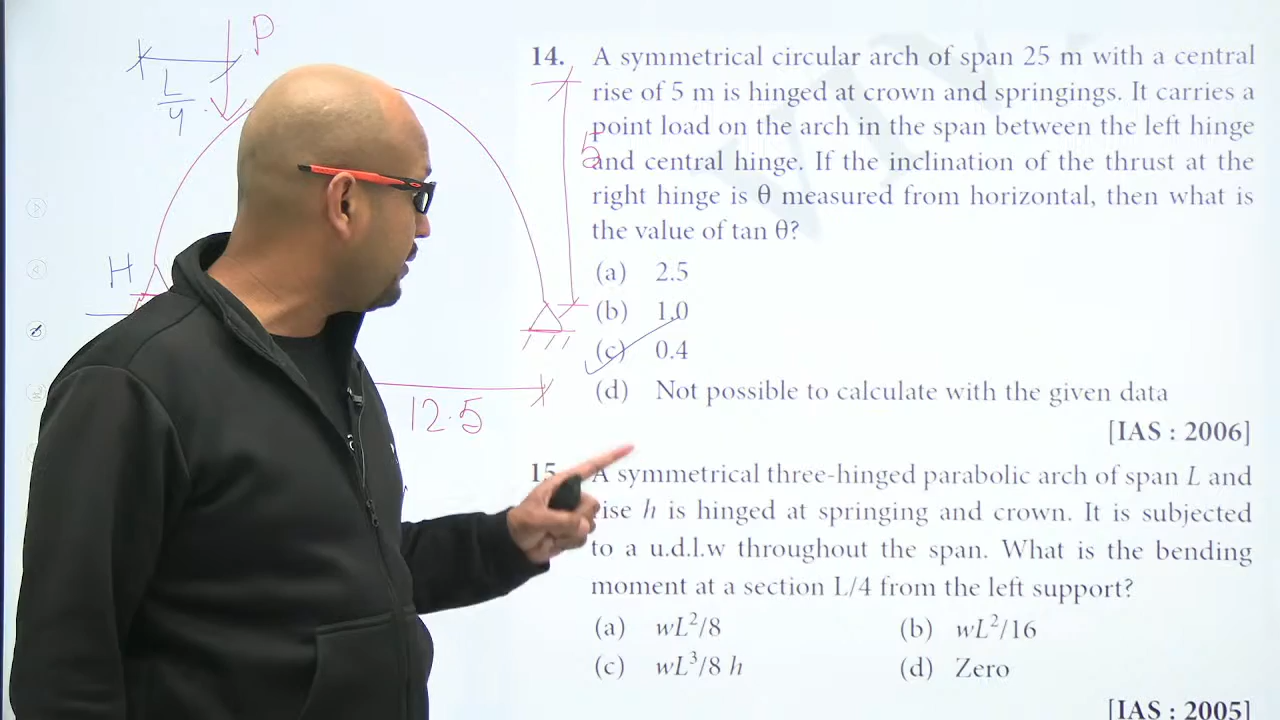 P
L
4
H
5
12.5
14. A symmetrical circular arch of span 25 m with a central
rise of 5 m is hinged at crown and springings. It carries a
point load on the arch in the span between the left hinge
and central hinge. If the inclination of the thrust at the
right hinge is θ measured from horizontal, then what is
the value of tan θ?
(a) 2.5
(b) 1.0
(c) 0.4
(d) Not possible to calculate with the given data
[IAS : 2006]
15. A symmetrical three-hinged parabolic arch of span L and
rise h is hinged at springing and crown. It is subjected
to a u.d.l.w throughout the span. What is the bending
moment at a section L/4 from the left support?
(a) wL²/8 (b) wL²/16
(c) wL³/8 h (d) Zero
[IAS : 2005]